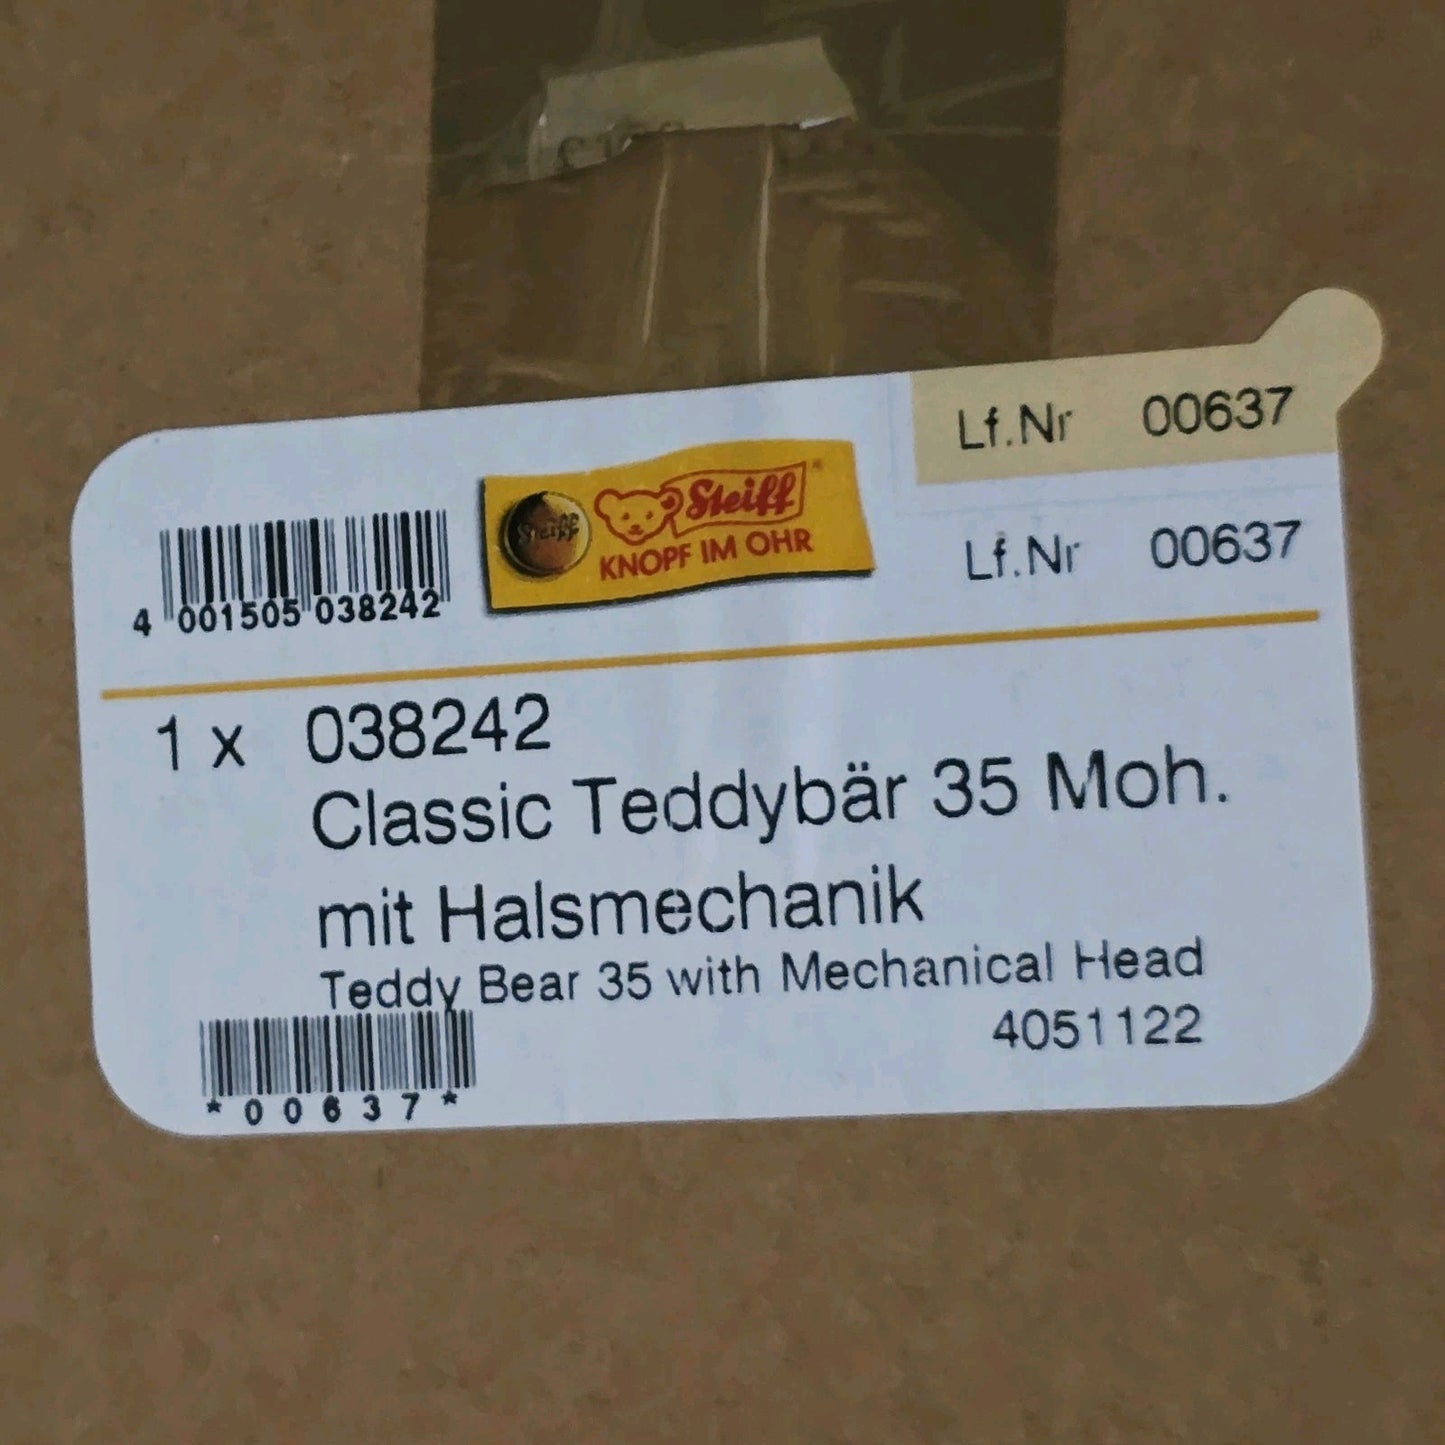 Lf.Nr 00637
Steiff
Steiff
KNOPF IM OHR
Lf.Nr 00637
4 001505 038242
1 x 038242
Classic Teddybär 35 Moh.
mit Halsmechanik
Teddy Bear 35 with Mechanical Head
4051122
*00637*